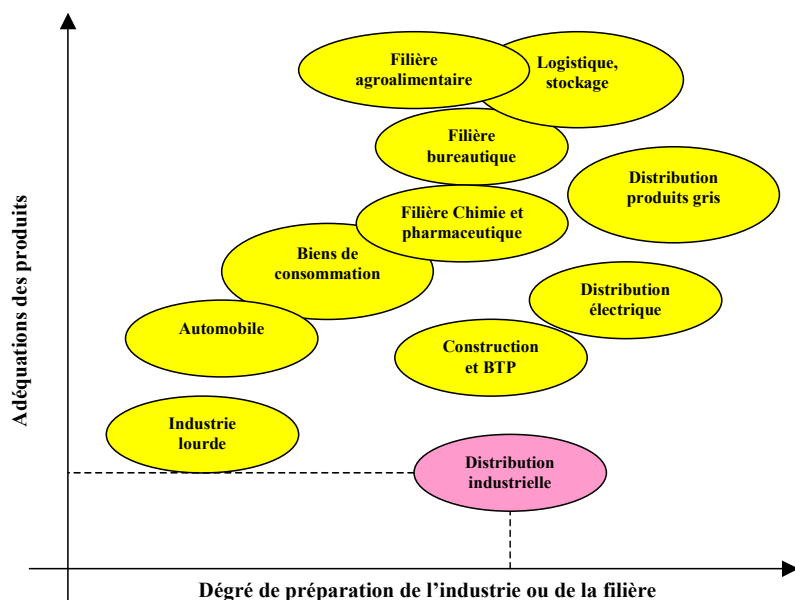 Filière
agroalimentaire
Logistique,
stockage
Filière
bureautique
Distribution
produits gris
Filière Chimie et
pharmaceutique
Biens de
consommation
Distribution
électrique
Automobile
Construction
et BTP
Industrie
lourde
Distribution
industrielle
Adéquations des produits
Dégré de préparation de l'industrie ou de la filière